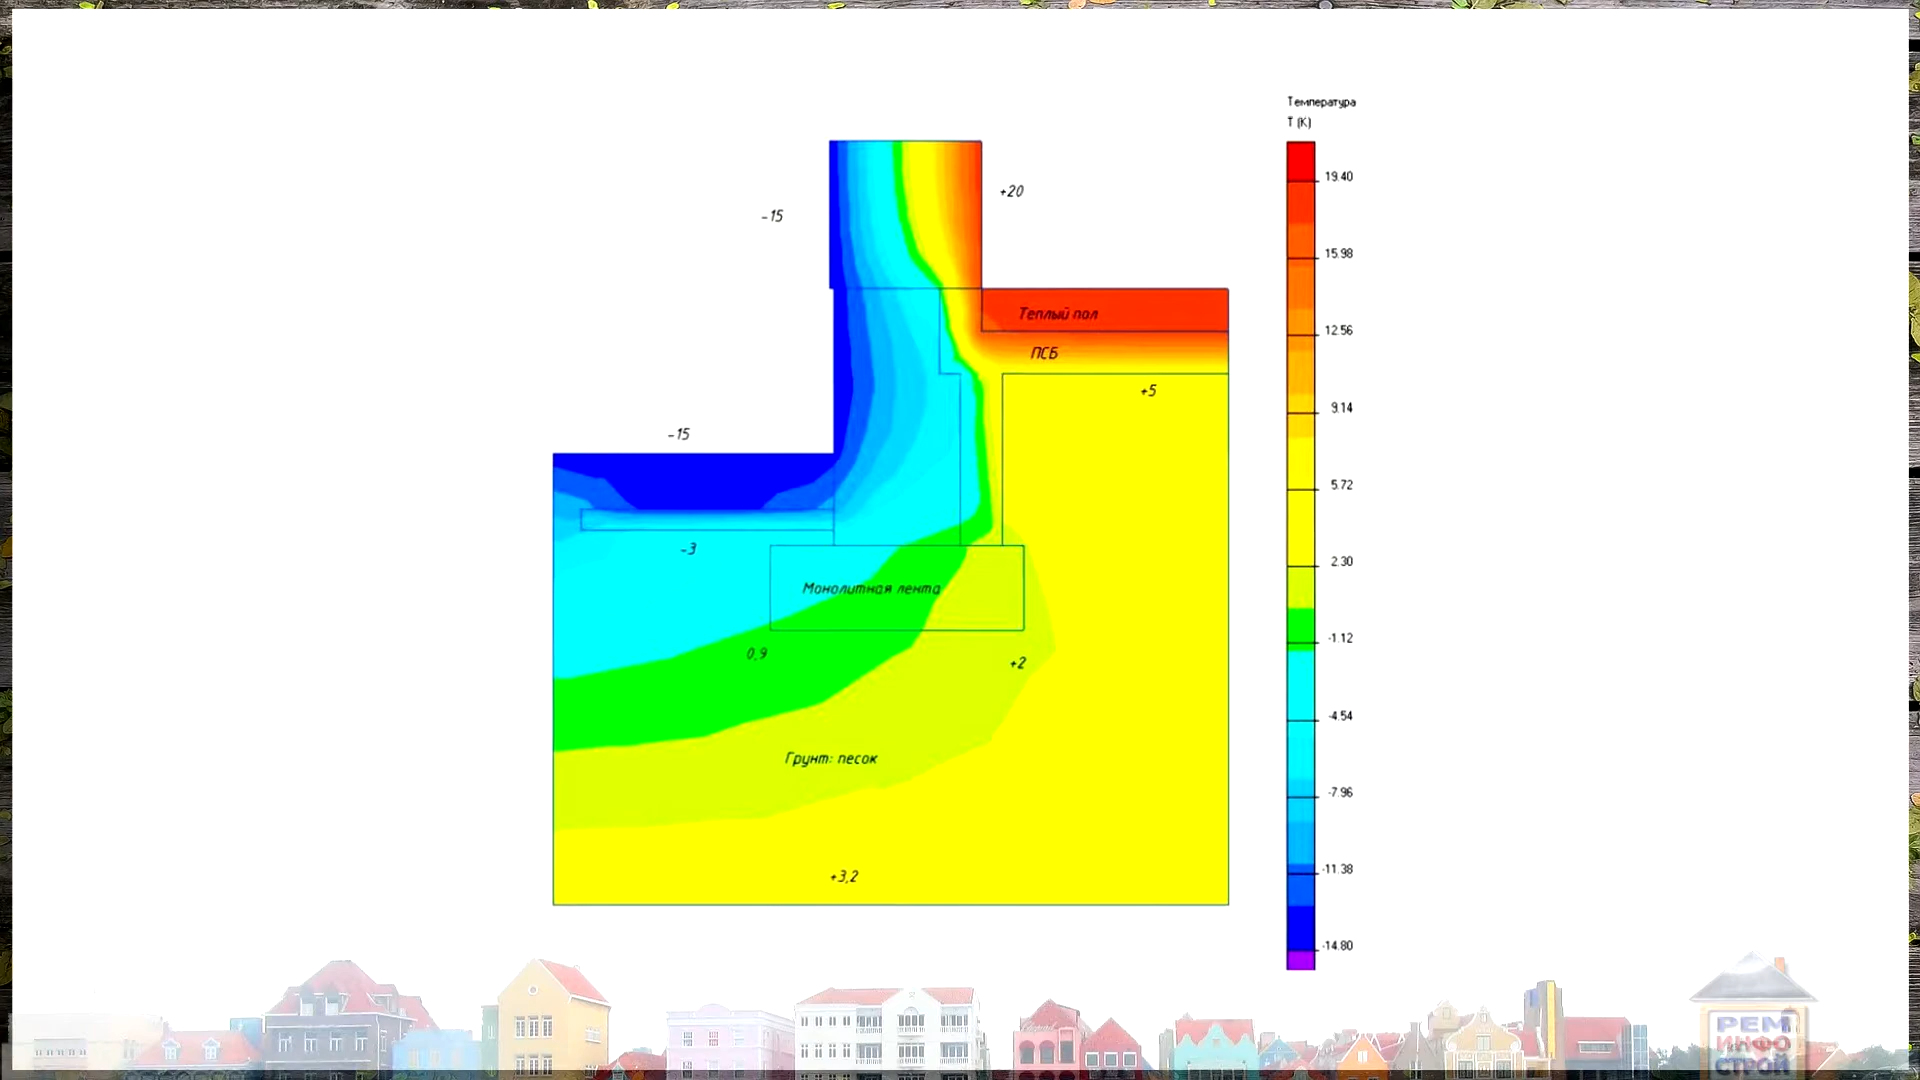 Температура
T (K)
19.40
+20
-15
15.98
Теплый пол
12.56
ПСБ
+5
9.14
-15
5.72
-3
2.30
Монолитная лента
-1.12
0,9
+2
-4.54
Грунт: песок
-7.96
+3,2
-11.38
-14.80
РЕМ
ИНФО
СТРОЙ